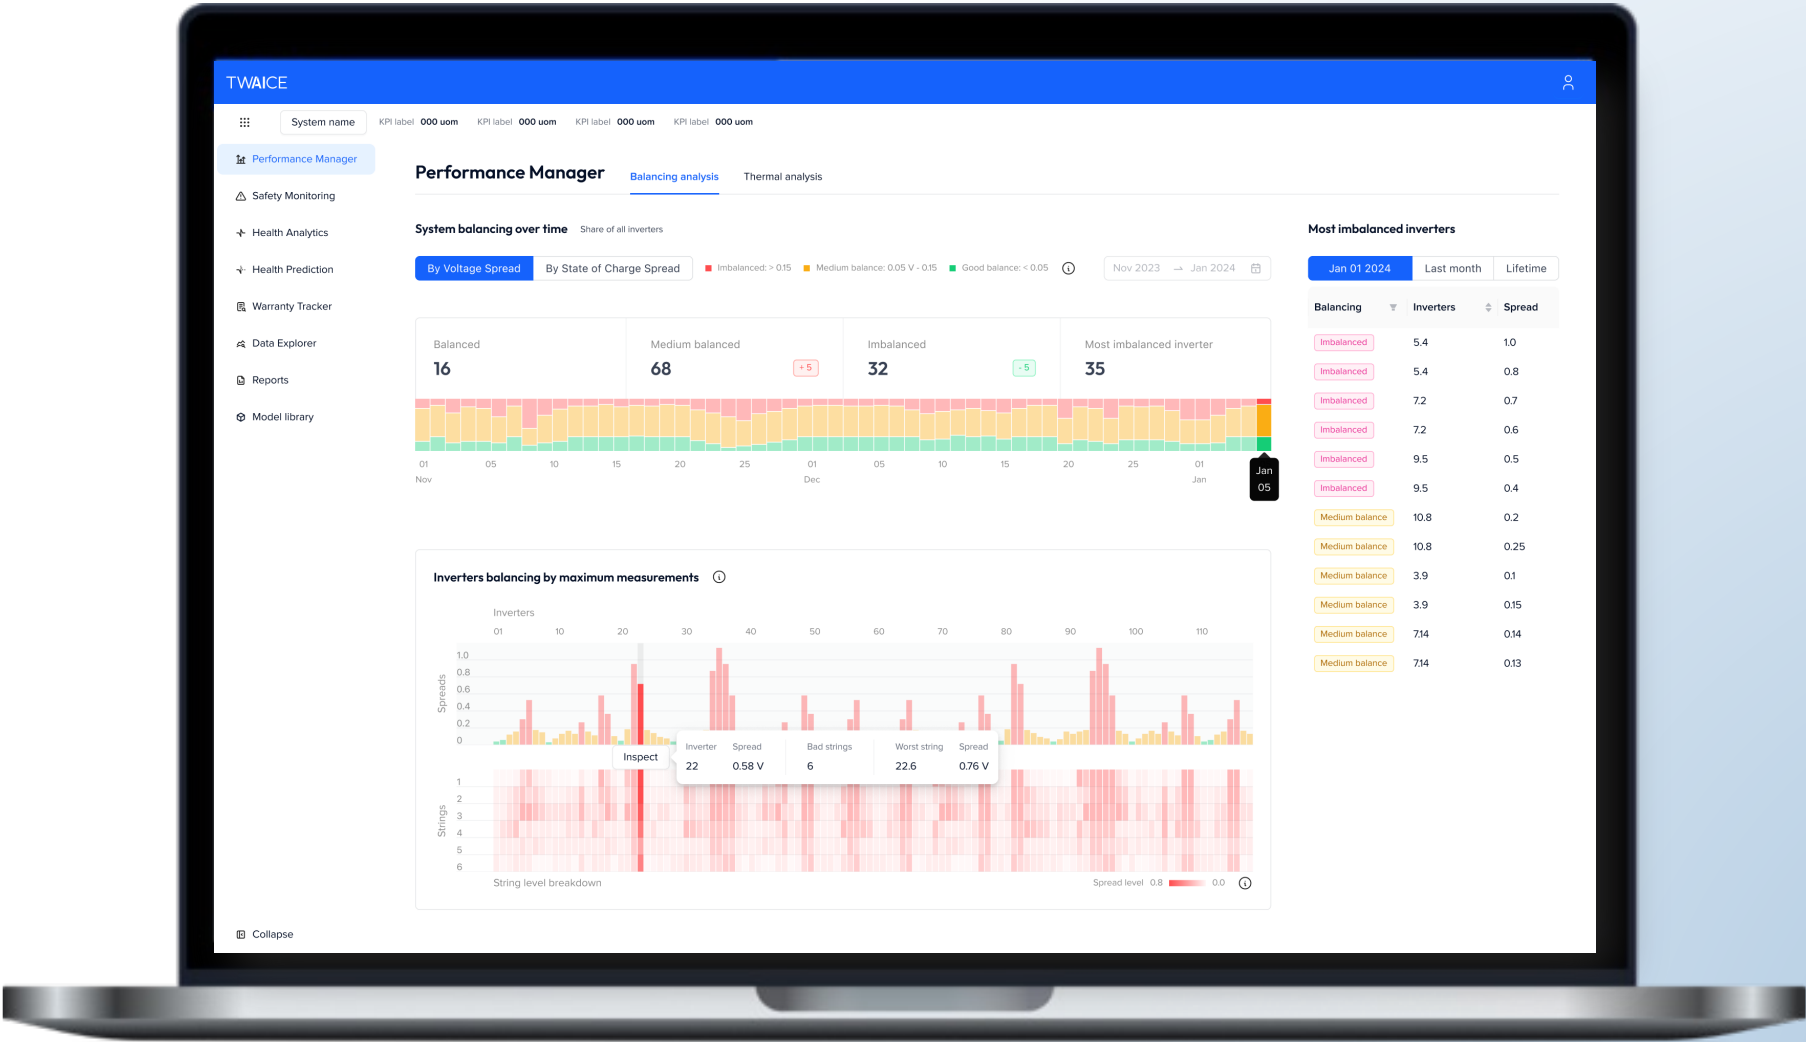 TWAICE
System name KPI label 000 uom KPI label 000 uom KPI label 000 uom KPI label 000 uom
Performance Manager
Safety Monitoring
Health Analytics
Health Prediction
Warranty Tracker
Data Explorer
Reports
Model library
Collapse
Performance Manager Balancing analysis Thermal analysis
System balancing over time Share of all inverters
By Voltage Spread By State of Charge Spread Imbalanced: > 0.15 Medium balance: 0.05 V - 0.15 Good balance: < 0.05 Nov 2023 → Jan 2024
Balanced Medium balanced Imbalanced Most imbalanced inverter
16 68 + 5 32 - 5 35
01 05 10 15 20 25 01 05 10 15 20 25 01
Nov Dec Jan
Jan
05
Inverters balancing by maximum measurements
Inverters
01 10 20 30 40 50 60 70 80 90 100 110
Spreads
1.0
0.8
0.6
0.4
0.2
0
Inspect
Inverter Spread Bad strings Worst string Spread
22 0.58 V 6 22.6 0.76 V
Strings
1
2
3
4
5
6
String level breakdown Spread level 0.8 0.0
Most imbalanced inverters
Jan 01 2024 Last month Lifetime
Balancing Inverters Spread
Imbalanced 5.4 1.0
Imbalanced 5.4 0.8
Imbalanced 7.2 0.7
Imbalanced 7.2 0.6
Imbalanced 9.5 0.5
Imbalanced 9.5 0.4
Medium balance 10.8 0.2
Medium balance 10.8 0.25
Medium balance 3.9 0.1
Medium balance 3.9 0.15
Medium balance 7.14 0.14
Medium balance 7.14 0.13